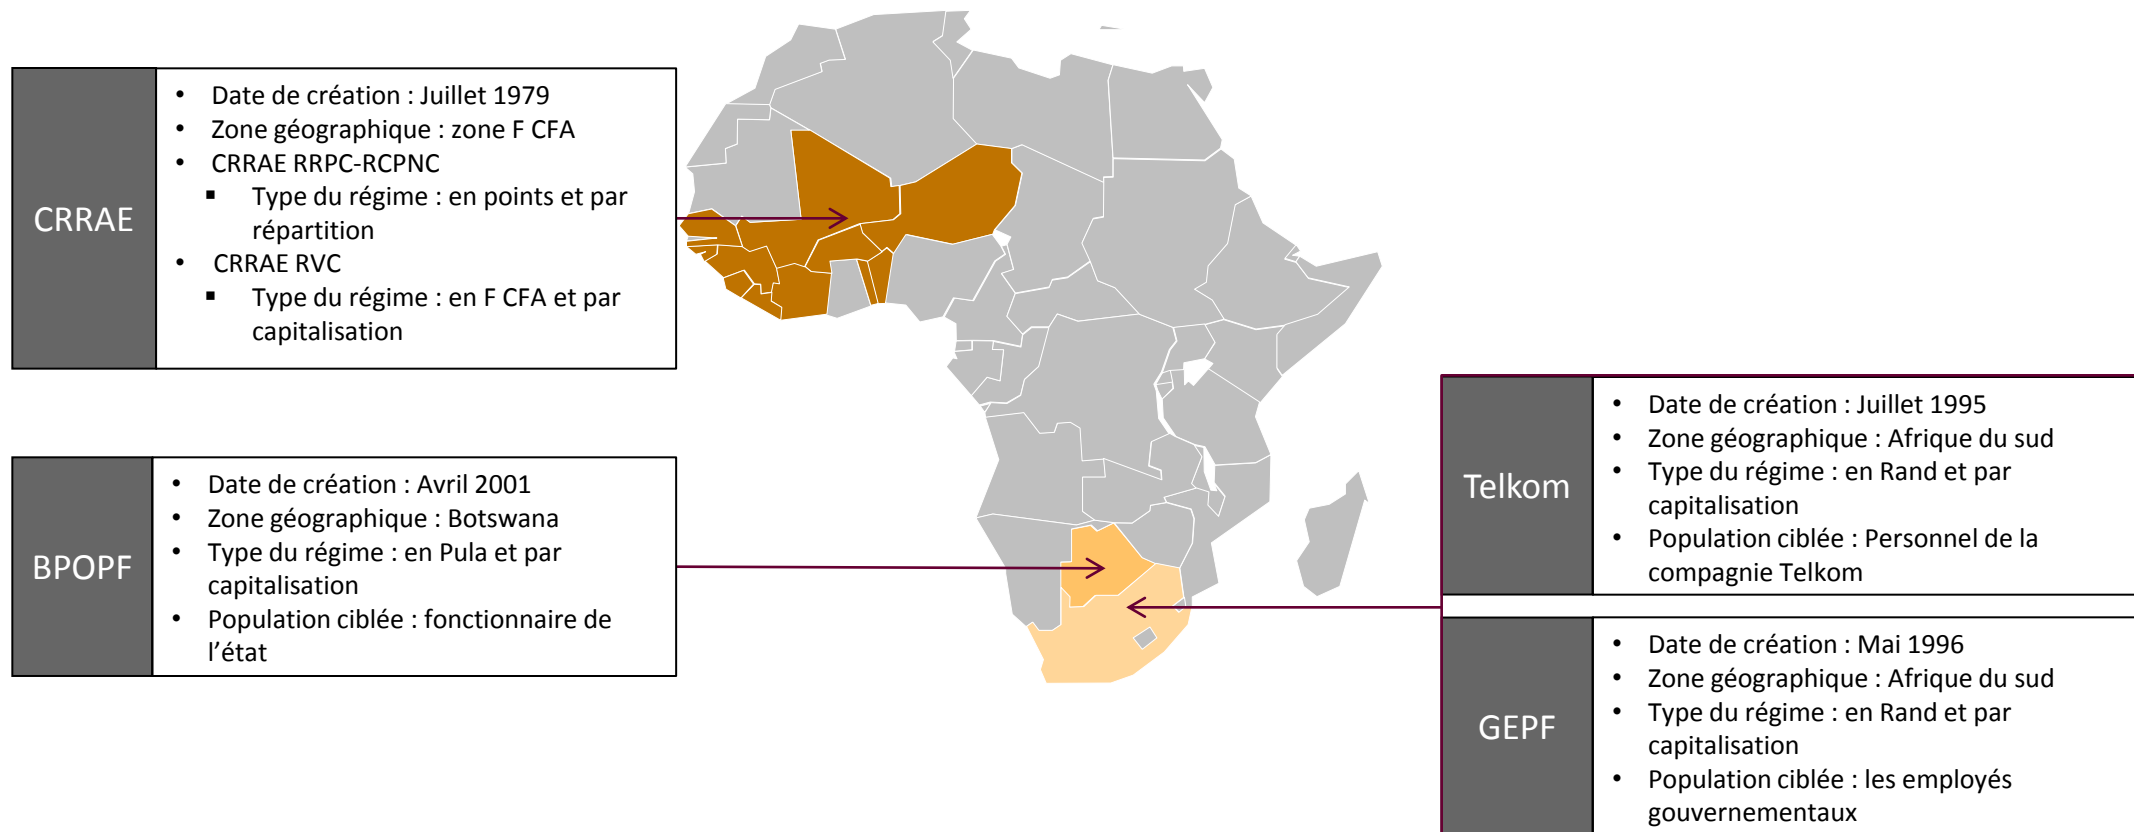 CRRAE
• Date de création : Juillet 1979
• Zone géographique : zone F CFA
• CRRAE RRPC-RCPNC
▪ Type du régime : en points et par
répartition
• CRRAE RVC
▪ Type du régime : en F CFA et par
capitalisation
BPOPF
• Date de création : Avril 2001
• Zone géographique : Botswana
• Type du régime : en Pula et par
capitalisation
• Population ciblée : fonctionnaire de
l’état
Telkom
• Date de création : Juillet 1995
• Zone géographique : Afrique du sud
• Type du régime : en Rand et par
capitalisation
• Population ciblée : Personnel de la
compagnie Telkom
GEPF
• Date de création : Mai 1996
• Zone géographique : Afrique du sud
• Type du régime : en Rand et par
capitalisation
• Population ciblée : les employés
gouvernementaux